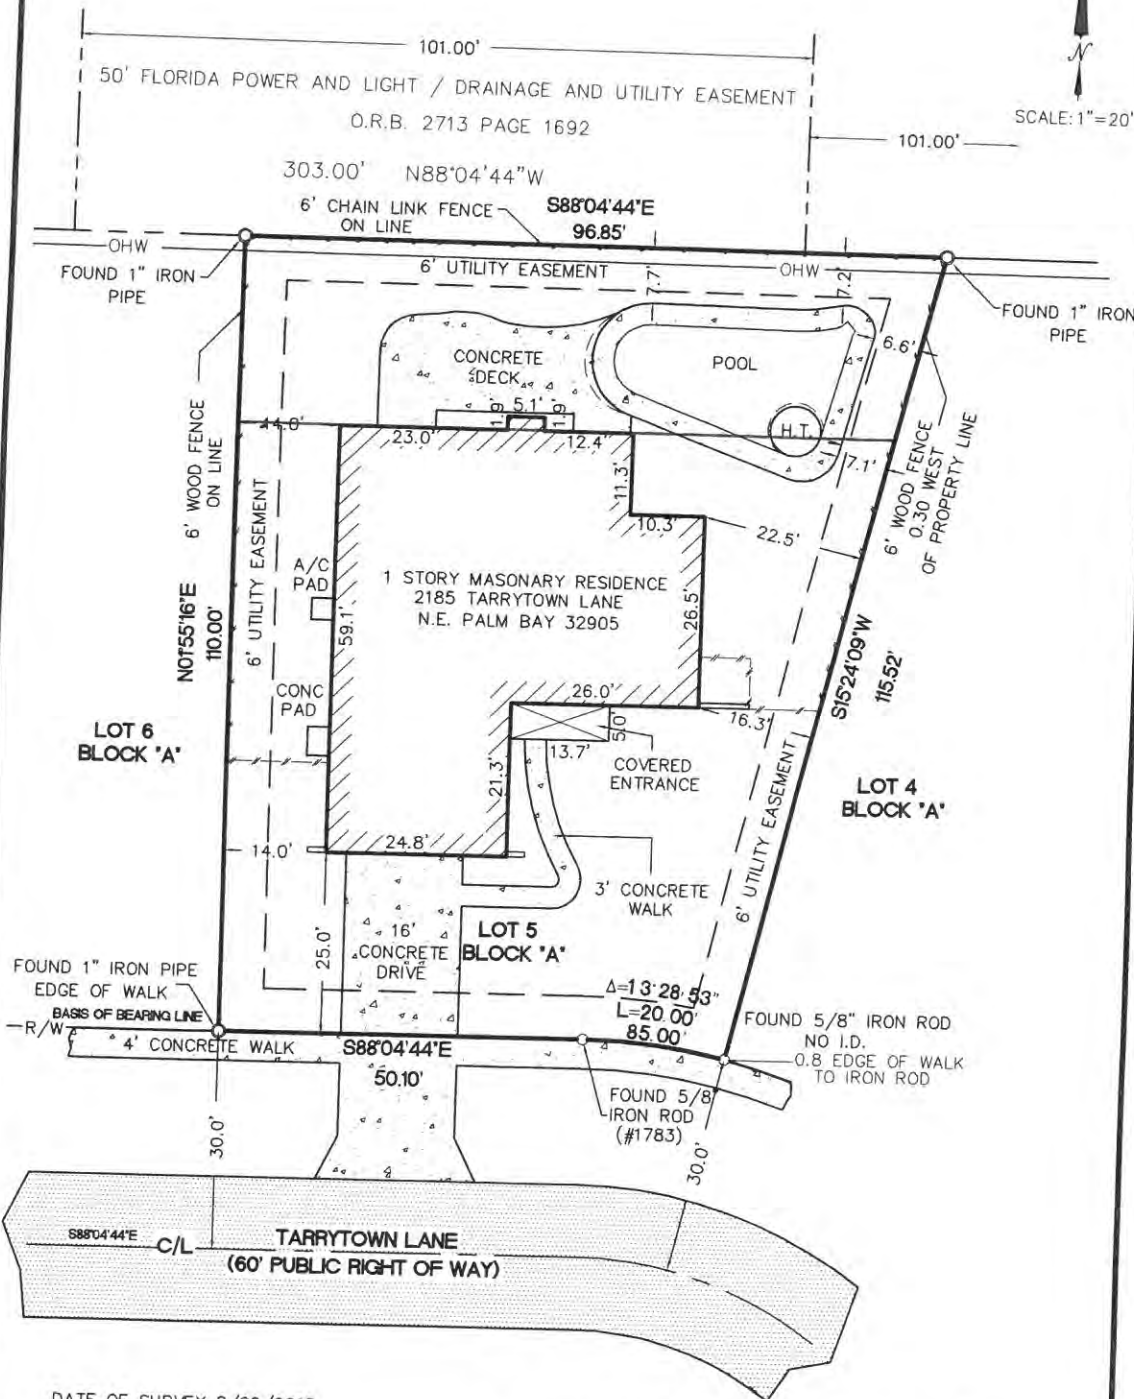 101.00'
50' FLORIDA POWER AND LIGHT / DRAINAGE AND UTILITY EASEMENT
O.R.B. 2713 PAGE 1692
N
SCALE: 1"=20'
101.00'
303.00' N88°04'44"W
6' CHAIN LINK FENCE
ON LINE
S88°04'44"E
96.85'
OHW
FOUND 1" IRON
PIPE
6' UTILITY EASEMENT
OHW
FOUND 1" IRON
PIPE
7.7'
7.2'
6.6'
CONCRETE
DECK
POOL
H.T.
7.1'
6' WOOD FENCE
ON LINE
6' WOOD FENCE
0.30 WEST
OF PROPERTY LINE
14.0'
23.0'
1.9'
5.1'
1.9'
12.4'
11.3'
10.3'
22.5'
6' UTILITY EASEMENT
A/C
PAD
1 STORY MASONARY RESIDENCE
2185 TARRYTOWN LANE
N.E. PALM BAY 32905
59.1'
26.5'
N01°55'16"E
110.00'
S15°24'09"W
115.52'
CONC
PAD
26.0'
5.0'
16.3'
13.7'
COVERED
ENTRANCE
21.3'
LOT 6
BLOCK "A"
LOT 4
BLOCK "A"
6' UTILITY EASEMENT
14.0'
24.8'
3' CONCRETE
WALK
25.0'
16'
CONCRETE
DRIVE
LOT 5
BLOCK "A"
FOUND 1" IRON PIPE
EDGE OF WALK
BASIS OF BEARING LINE
R/W
4' CONCRETE WALK
S88°04'44"E
50.10'
Δ=13°28'53"
L=20.00'
85.00'
FOUND 5/8" IRON ROD
NO I.D.
0.8 EDGE OF WALK
TO IRON ROD
FOUND 5/8
IRON ROD
(#1783)
30.0'
30.0'
S88°04'44"E
C/L
TARRYTOWN LANE
(60' PUBLIC RIGHT OF WAY)